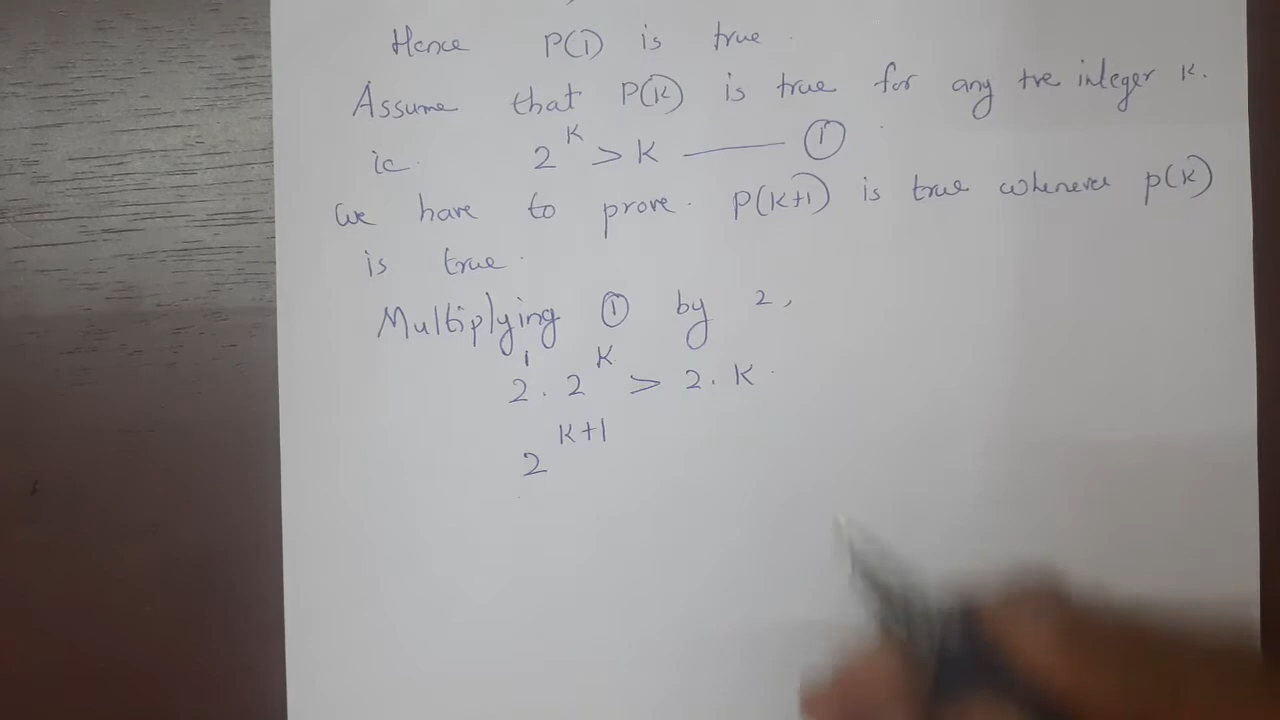 Hence P(1) is true.
Assume that P(K) is true for any +ve integer K.
ie. 2^K > K —— ①
we have to prove. P(K+1) is true whenever P(K)
is true.
Multiplying ① by 2,
2^1 . 2^K > 2. K.
2^K+1